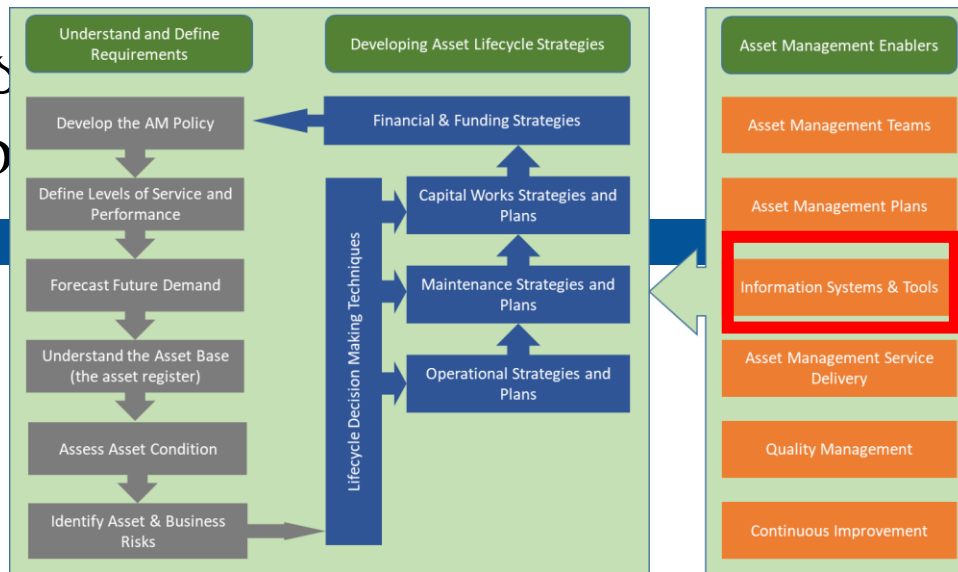 Understand and Define
Requirements
Develop the AM Policy
Define Levels of Service and
Performance
Forecast Future Demand
Understand the Asset Base
(the asset register)
Assess Asset Condition
Identify Asset & Business
Risks
Developing Asset Lifecycle Strategies
Financial & Funding Strategies
Lifecycle Decision Making Techniques
Capital Works Strategies and
Plans
Maintenance Strategies and
Plans
Operational Strategies and
Plans
Asset Management Enablers
Asset Management Teams
Asset Management Plans
Information Systems & Tools
Asset Management Service
Delivery
Quality Management
Continuous Improvement